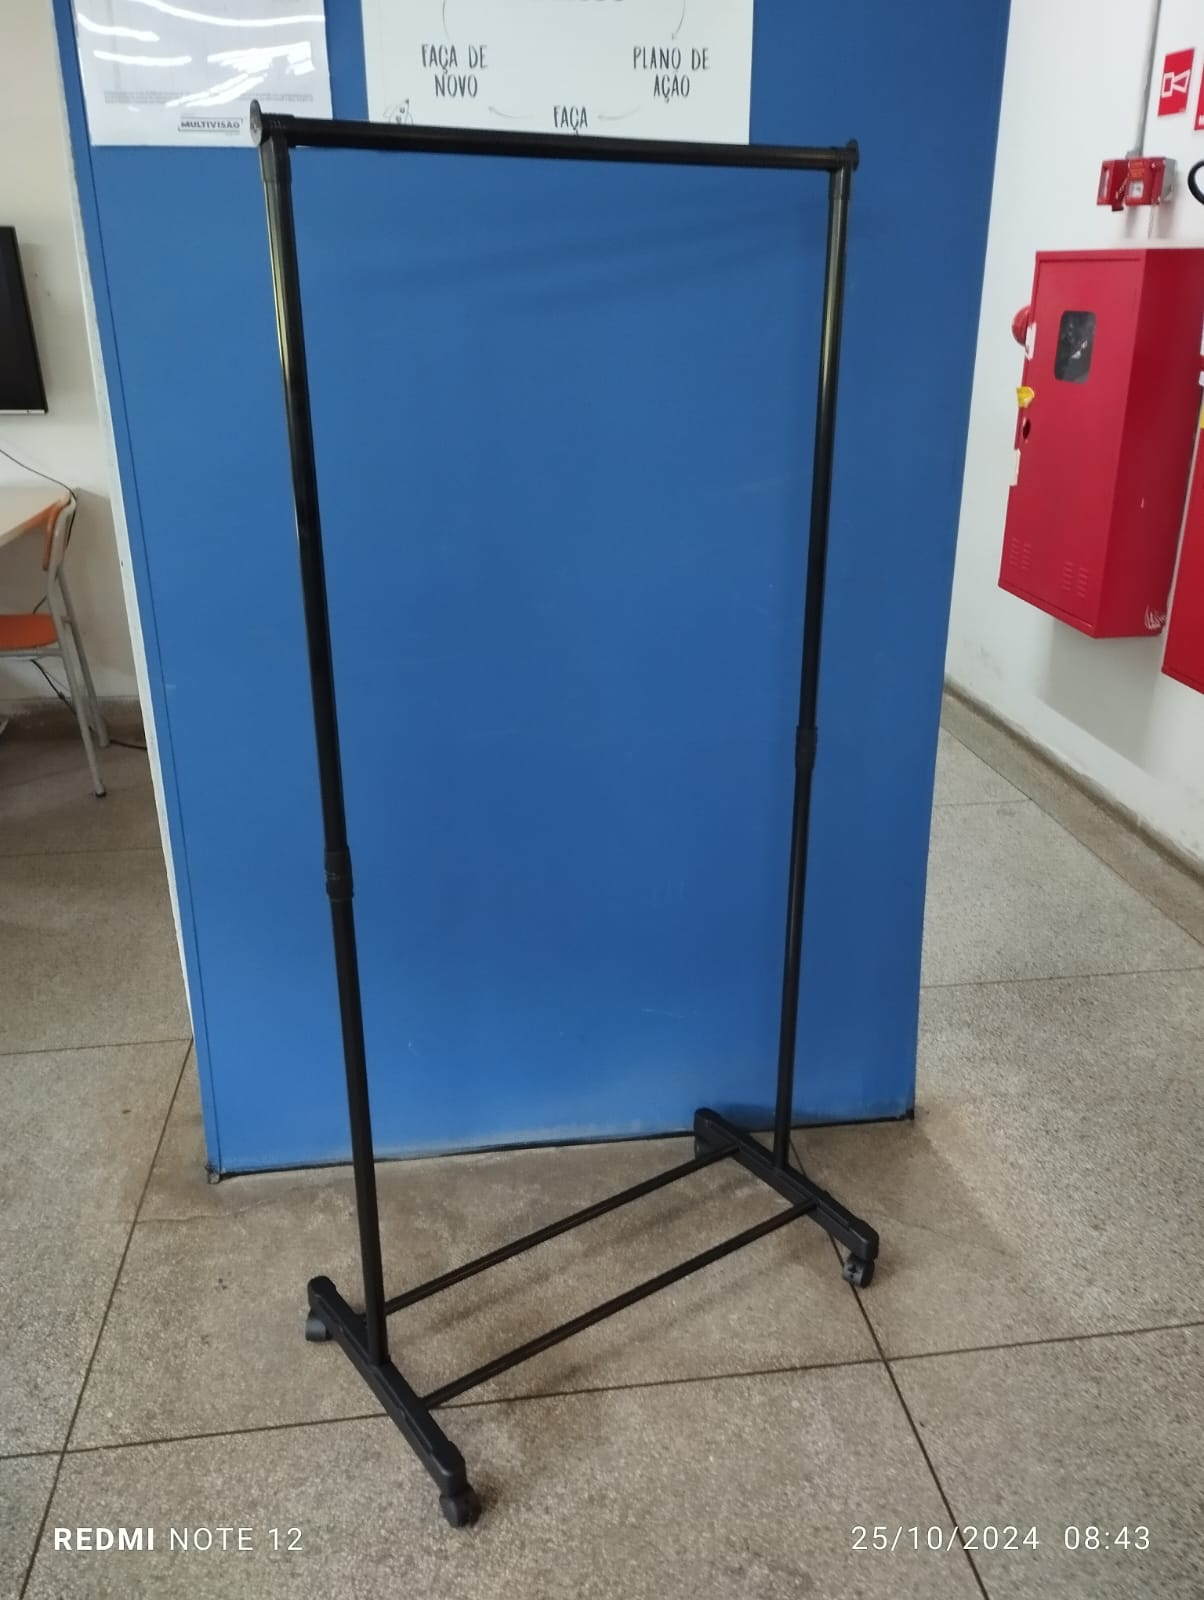 MULTIVISÃO
FAÇA DE
NOVO
PLANO DE
AÇÃO
FAÇA
REDMI NOTE 12
25/10/2024 08:43